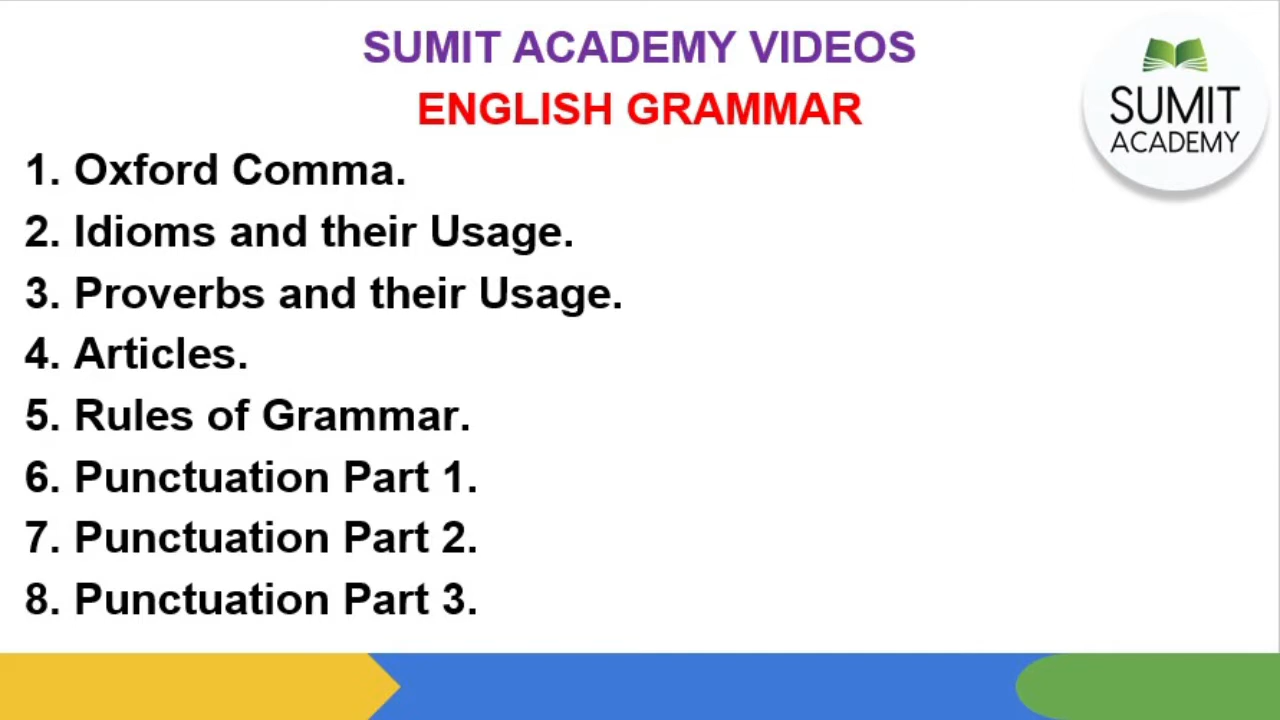 SUMIT ACADEMY VIDEOS
ENGLISH GRAMMAR
SUMIT
ACADEMY
1. Oxford Comma.
2. Idioms and their Usage.
3. Proverbs and their Usage.
4. Articles.
5. Rules of Grammar.
6. Punctuation Part 1.
7. Punctuation Part 2.
8. Punctuation Part 3.